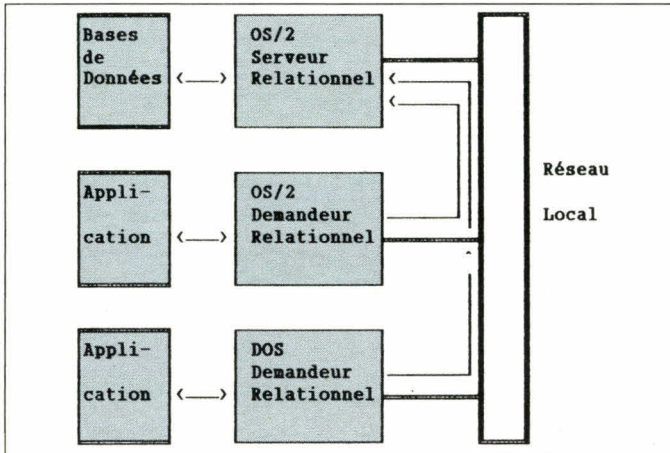 Bases
de
Données
OS/2
Serveur
Relationnel
Appli-
cation
OS/2
Demandeur
Relationnel
Appli-
cation
DOS
Demandeur
Relationnel
Réseau
Local